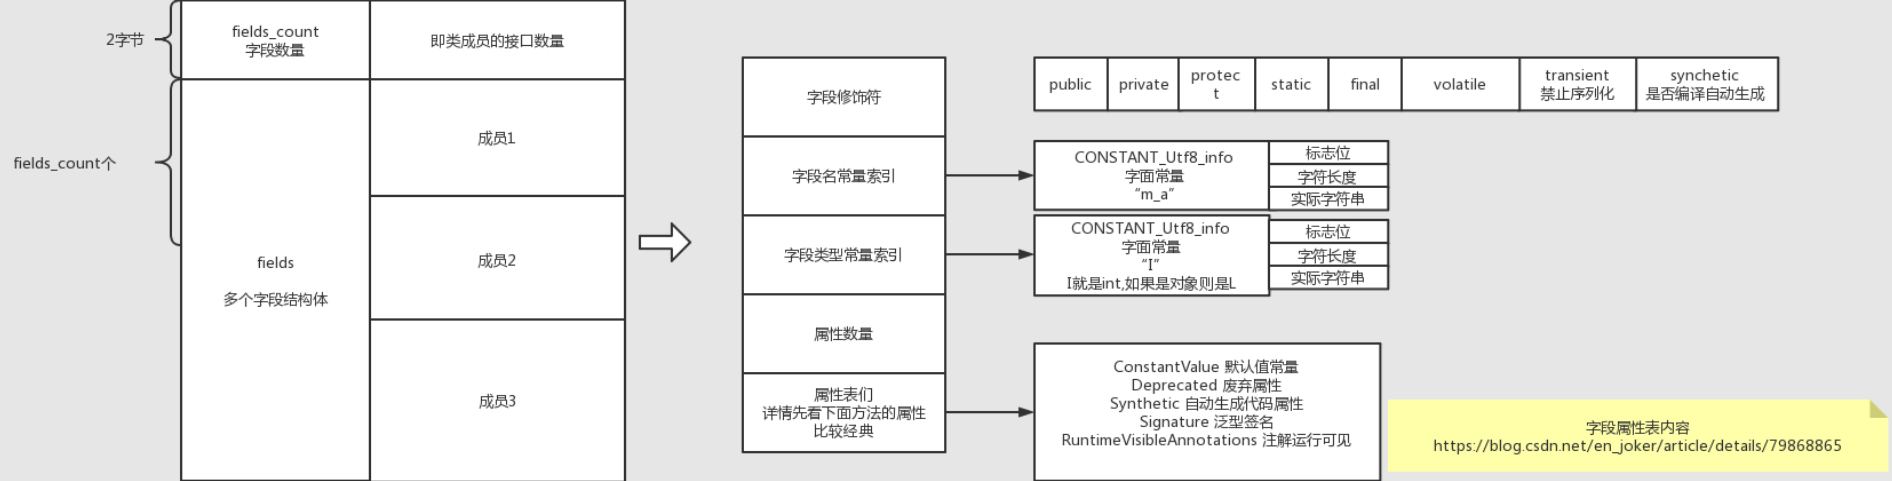 2字节
fields_count
字段数量
即类成员的接口数量
fields_count个
fields
多个字段结构体
成员1
成员2
成员3
字段修饰符
字段名常量索引
字段类型常量索引
属性数量
属性表们
详情先看下面方法的属性
比较经典
public
private
protec
t
static
final
volatile
transient
禁止序列化
synchetic
是否编译自动生成
CONSTANT_Utf8_info
字面常量
“m_a”
标志位
字符长度
实际字符串
CONSTANT_Utf8_info
字面常量
“I”
I就是int,如果是对象则是L
标志位
字符长度
实际字符串
ConstantValue 默认值常量
Deprecated 废弃属性
Synthetic 自动生成代码属性
Signature 泛型签名
RuntimeVisibleAnnotations 注解运行可见
字段属性表内容
https://blog.csdn.net/en_joker/article/details/79868865